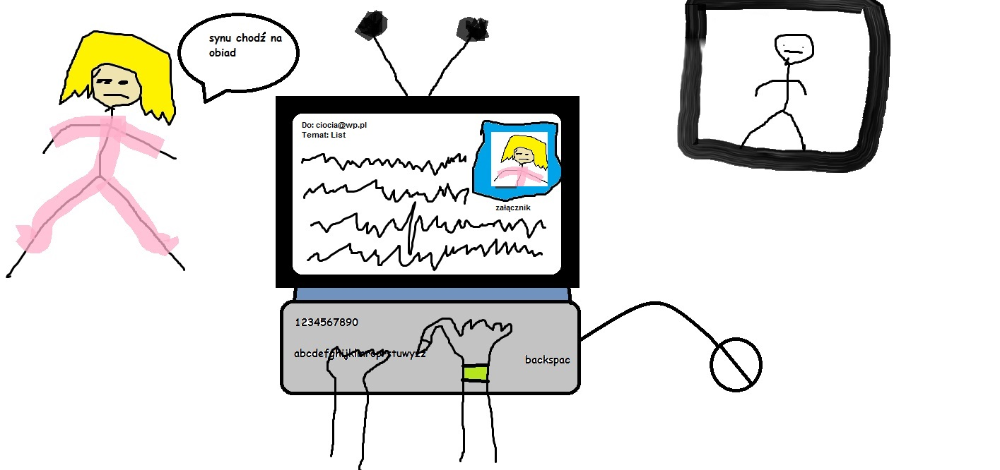 synu chodź na
obiad
Do: ciocia@wp.pl
Temat: List
załącznik
1234567890
backspac